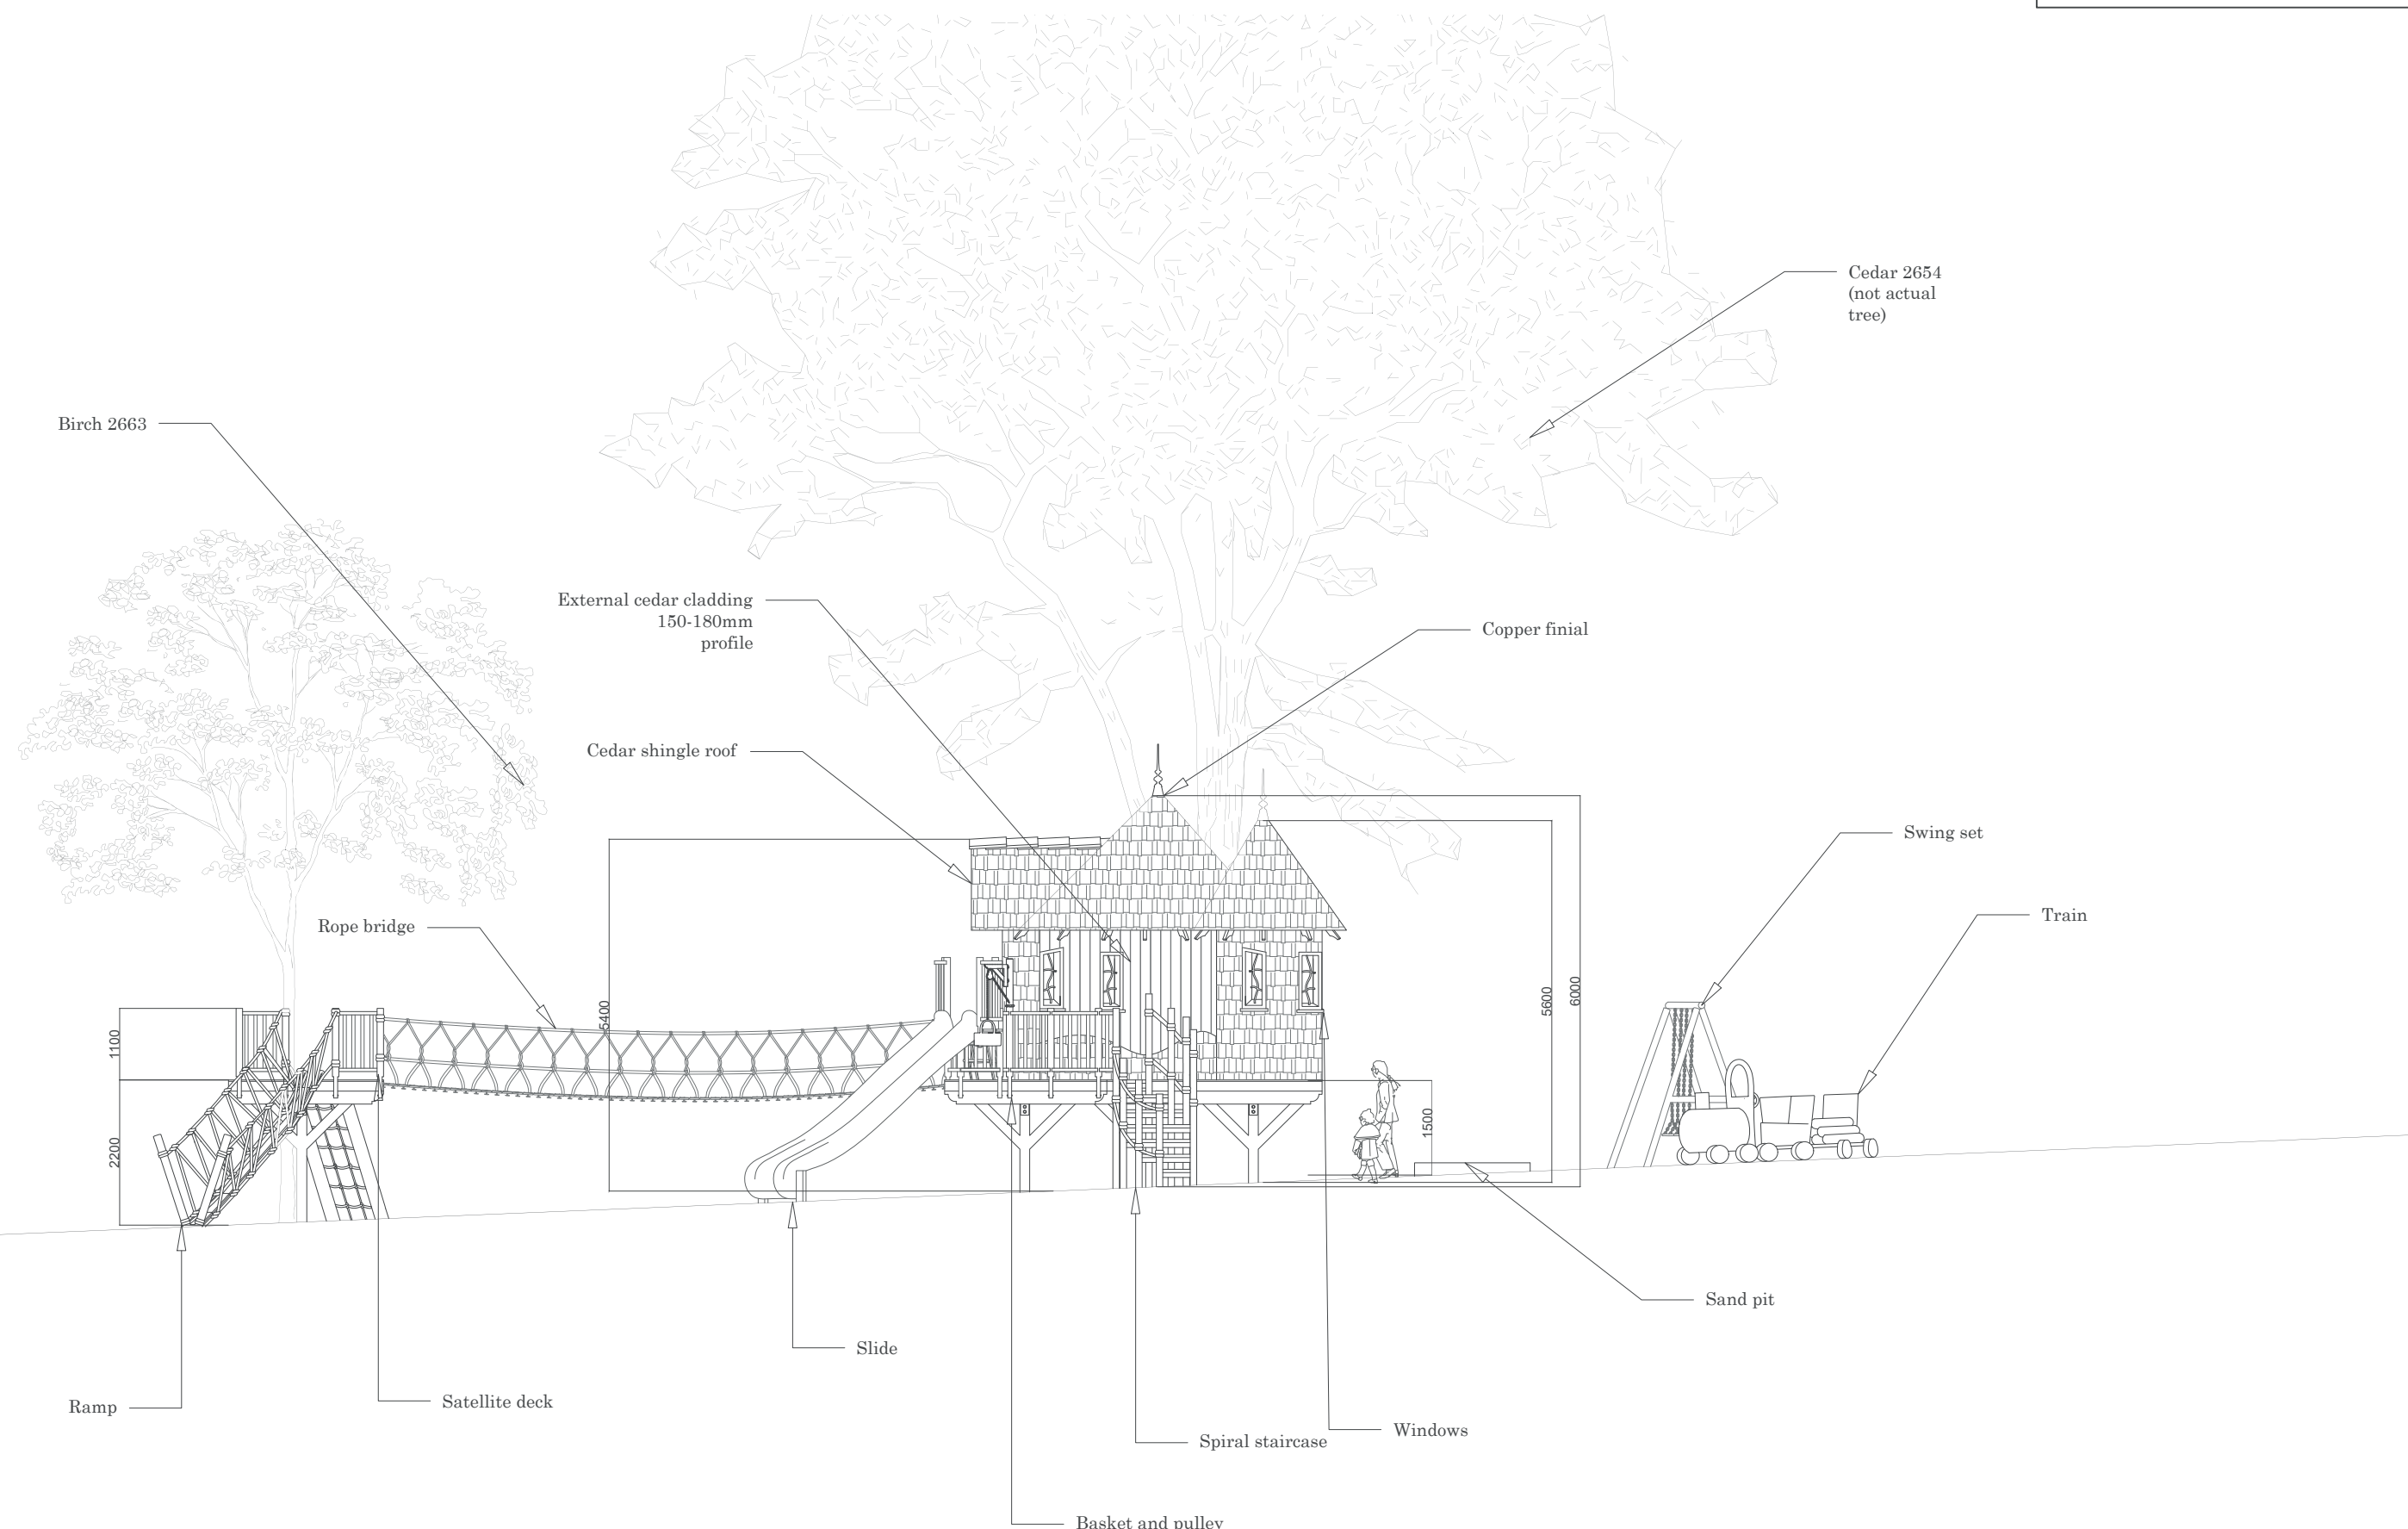 Cedar 2654
(not actual
tree)
Birch 2663
External cedar cladding
150-180mm
profile
Copper finial
Cedar shingle roof
Swing set
Train
Rope bridge
5400
5600
6000
1100
2200
1500
Sand pit
Slide
Ramp
Satellite deck
Windows
Spiral staircase
Basket and pulley